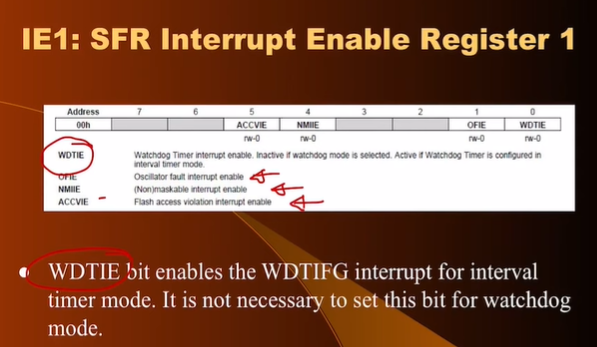 IE1: SFR Interrupt Enable Register 1
Address 7 6 5 4 3 2 1 0
00h ACCVIE NMIIE OFIE WDTIE
rw-0 rw-0 rw-0 rw-0
WDTIE Watchdog Timer interrupt enable. Inactive if watchdog mode is selected. Active if Watchdog Timer is configured in
interval timer mode.
OFIE Oscillator fault interrupt enable
NMIIE (Non)maskable interrupt enable
ACCVIE Flash access violation interrupt enable
WDTIE bit enables the WDTIFG interrupt for interval
timer mode. It is not necessary to set this bit for watchdog
mode.